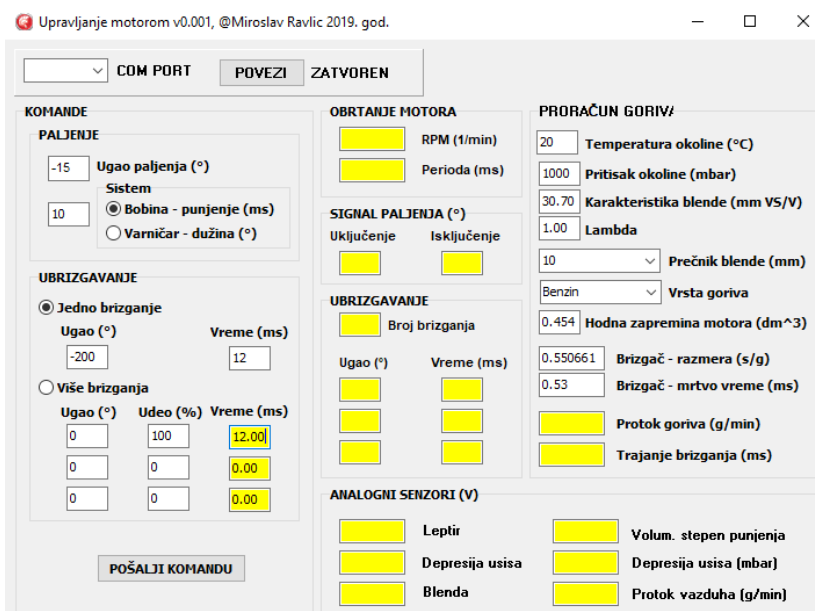 Upravljanje motorom v0.001, @Miroslav Ravlic 2019. god.
COM PORT POVEZI ZATVOREN
KOMANDE
PALJENJE
-15 Ugao paljenja (°)
Sistem
10 Bobina - punjenje (ms)
Varničar - dužina (°)
UBRIZGAVANJE
Jedno brizganje
Ugao (°) Vreme (ms)
-200 12
Više brizganja
Ugao (°) Udeo (%) Vreme (ms)
0 100 12.00
0 0 0.00
0 0 0.00
POŠALJI KOMANDU
OBRTANJE MOTORA
RPM (1/min)
Perioda (ms)
SIGNAL PALJENJA (°)
Uključenje Isključenje
UBRIZGAVANJE
Broj brizganja
Ugao (°) Vreme (ms)
PRORAČUN GORIVA
20 Temperatura okoline (°C)
1000 Pritisak okoline (mbar)
30.70 Karakteristika blende (mm VS/V)
1.00 Lambda
10 Prečnik blende (mm)
Benzin Vrsta goriva
0.454 Hodna zapremina motora (dm^3)
0.550661 Brizgač - razmera (s/g)
0.53 Brizgač - mrtvo vreme (ms)
Protok goriva (g/min)
Trajanje brizganja (ms)
ANALOGNI SENZORI (V)
Leptir Volum. stepen punjenja
Depresija usisa Depresija usisa (mbar)
Blenda Protok vazduha (g/min)